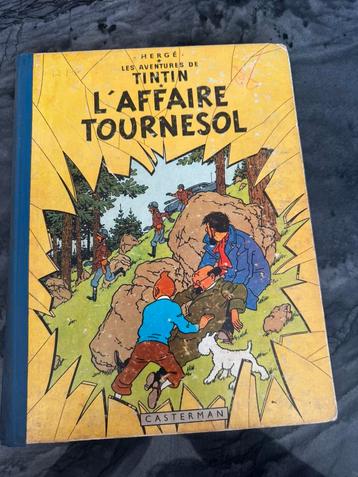 HERGÉ
LES AVENTURES DE
TINTIN
L'AFFAIRE
TOURNESOL
CASTERMAN